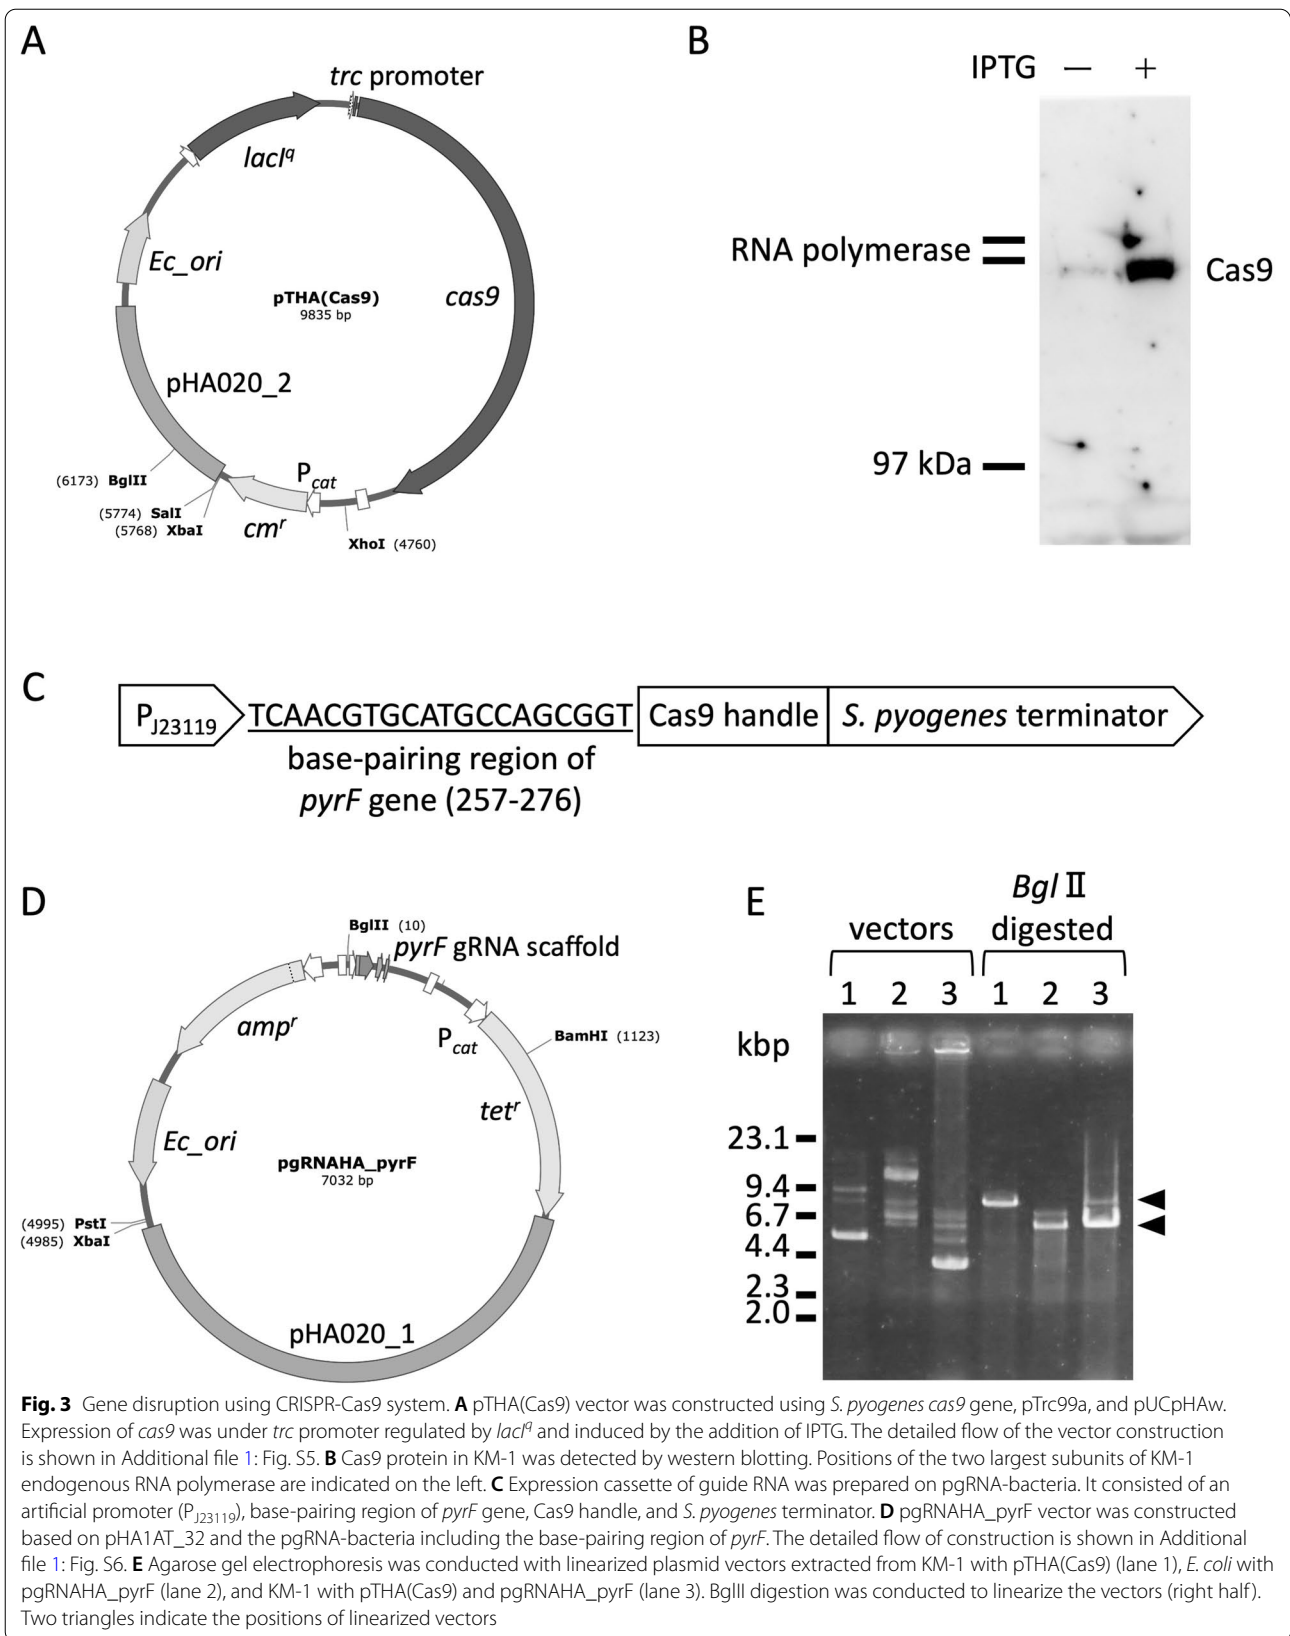 A
trc promoter
lacIq
Ec_ori
pTHA(Cas9)
9835 bp
cas9
pHA020_2
(6173) BglII
(5774) SalI
(5768) XbaI
Pcat
cmr
XhoI (4760)
B
IPTG — +
RNA polymerase
Cas9
97 kDa
C
PJ23119 TCAACGTGCATGCCAGCGGT Cas9 handle S. pyogenes terminator
base-pairing region of
pyrF gene (257-276)
D
BglII (10)
pyrF gRNA scaffold
ampr
Pcat
BamHI (1123)
tetr
Ec_ori
pgRNAHA_pyrF
7032 bp
(4995) PstI
(4985) XbaI
pHA020_1
E
Bgl II
vectors digested
1 2 3 1 2 3
kbp
23.1
9.4
6.7
4.4
2.3
2.0
Fig. 3 Gene disruption using CRISPR-Cas9 system. A pTHA(Cas9) vector was constructed using S. pyogenes cas9 gene, pTrc99a, and pUCpHAw.
Expression of cas9 was under trc promoter regulated by lacIq and induced by the addition of IPTG. The detailed flow of the vector construction
is shown in Additional file 1: Fig. S5. B Cas9 protein in KM-1 was detected by western blotting. Positions of the two largest subunits of KM-1
endogenous RNA polymerase are indicated on the left. C Expression cassette of guide RNA was prepared on pgRNA-bacteria. It consisted of an
artificial promoter (PJ23119), base-pairing region of pyrF gene, Cas9 handle, and S. pyogenes terminator. D pgRNAHA_pyrF vector was constructed
based on pHA1AT_32 and the pgRNA-bacteria including the base-pairing region of pyrF. The detailed flow of construction is shown in Additional
file 1: Fig. S6. E Agarose gel electrophoresis was conducted with linearized plasmid vectors extracted from KM-1 with pTHA(Cas9) (lane 1), E. coli with
pgRNAHA_pyrF (lane 2), and KM-1 with pTHA(Cas9) and pgRNAHA_pyrF (lane 3). BglII digestion was conducted to linearize the vectors (right half).
Two triangles indicate the positions of linearized vectors